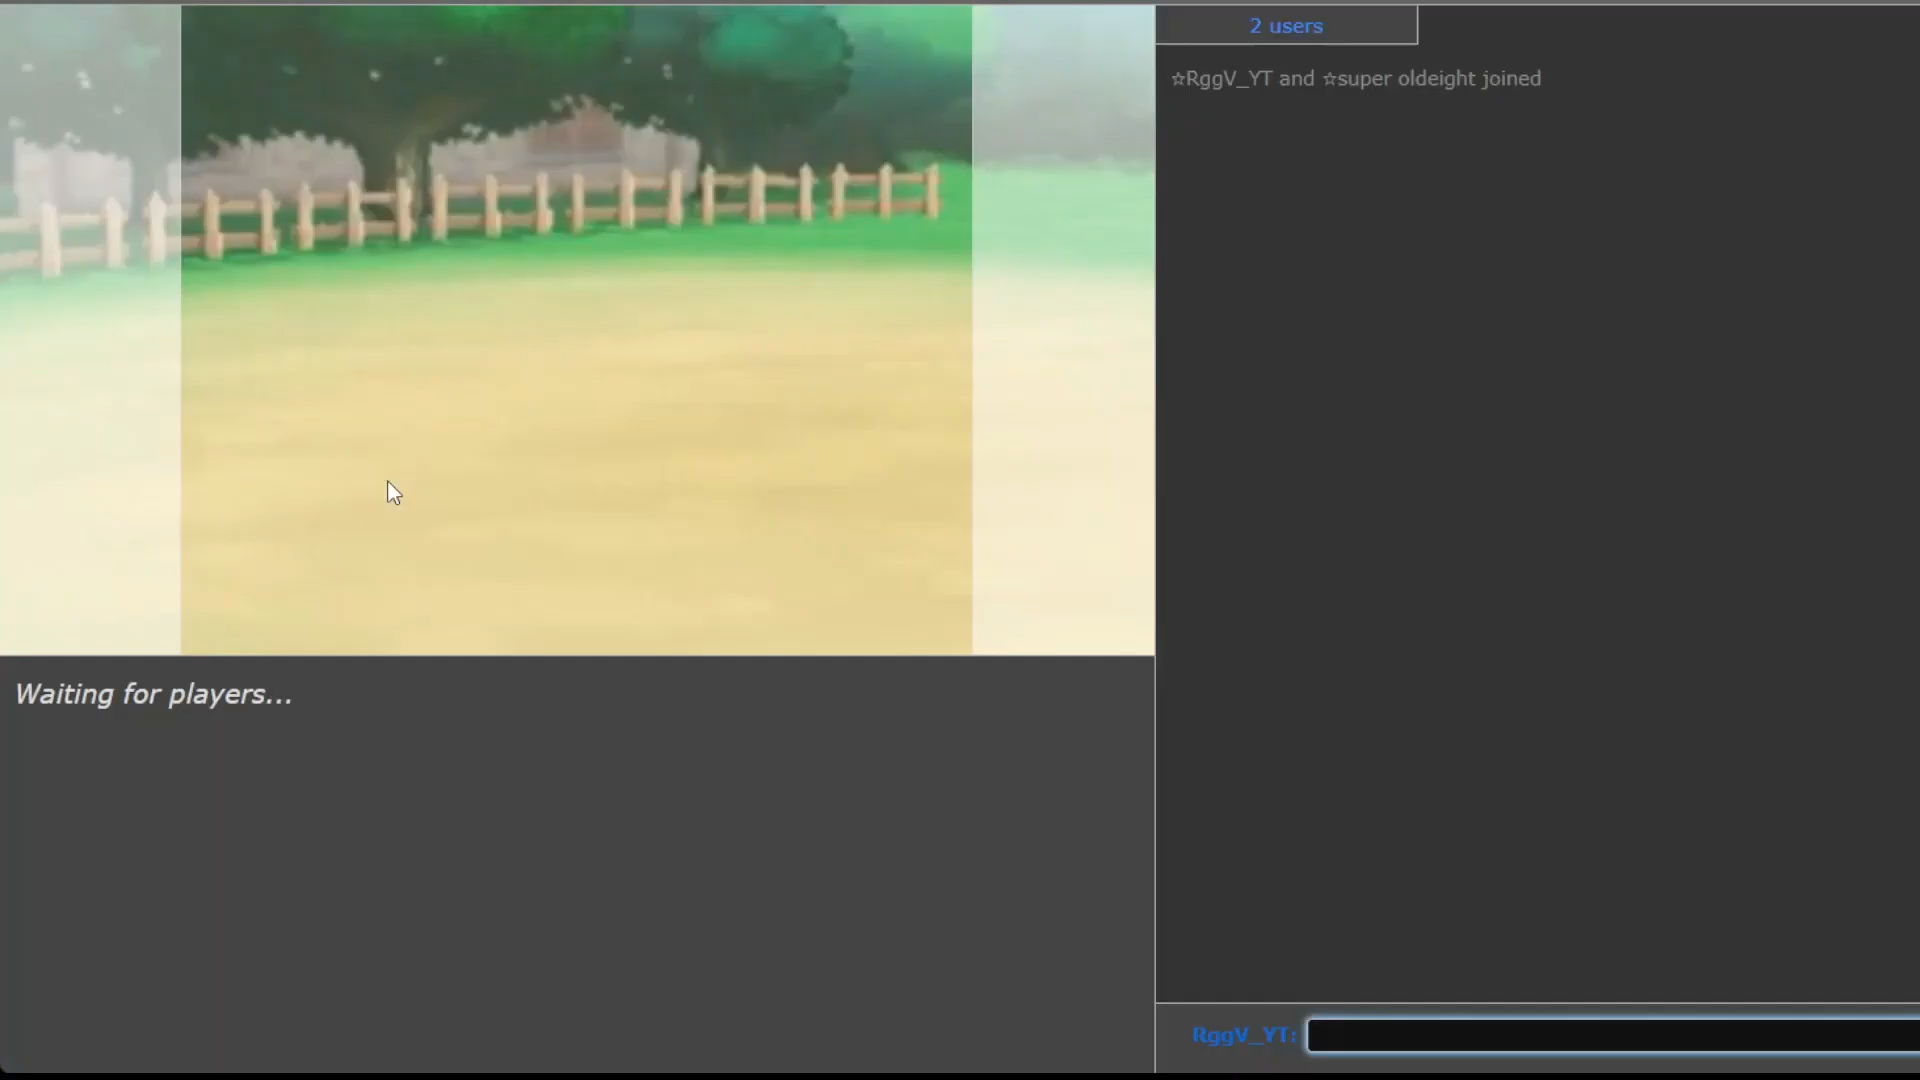 2 users
☆RggV_YT and ☆super oldeight joined
Waiting for players...
RggV_YT: